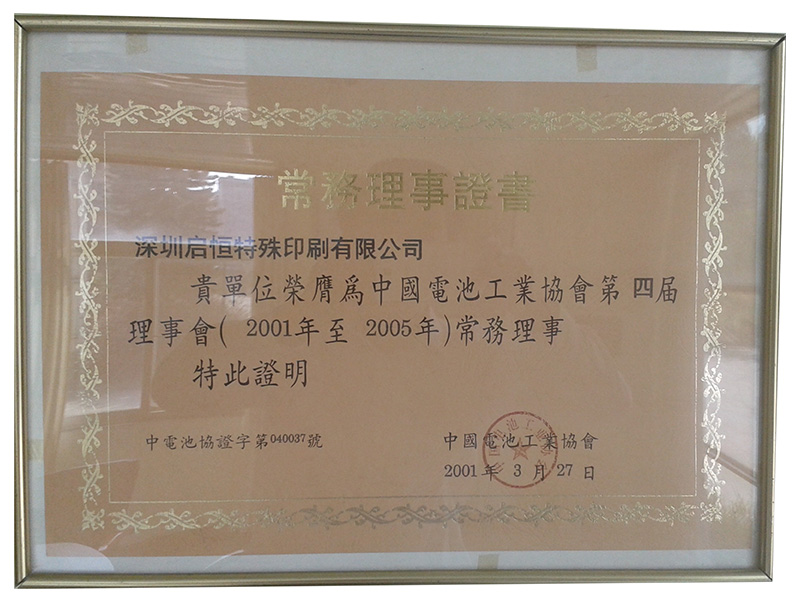 常務理事證書
深圳启恒特殊印刷有限公司
貴單位榮膺爲中國電池工業協會第四届
理事會( 2001年至 2005年)常務理事
特此證明
中電池協證字第040037號
中國電池工業協會
2001年 3 月 27 日